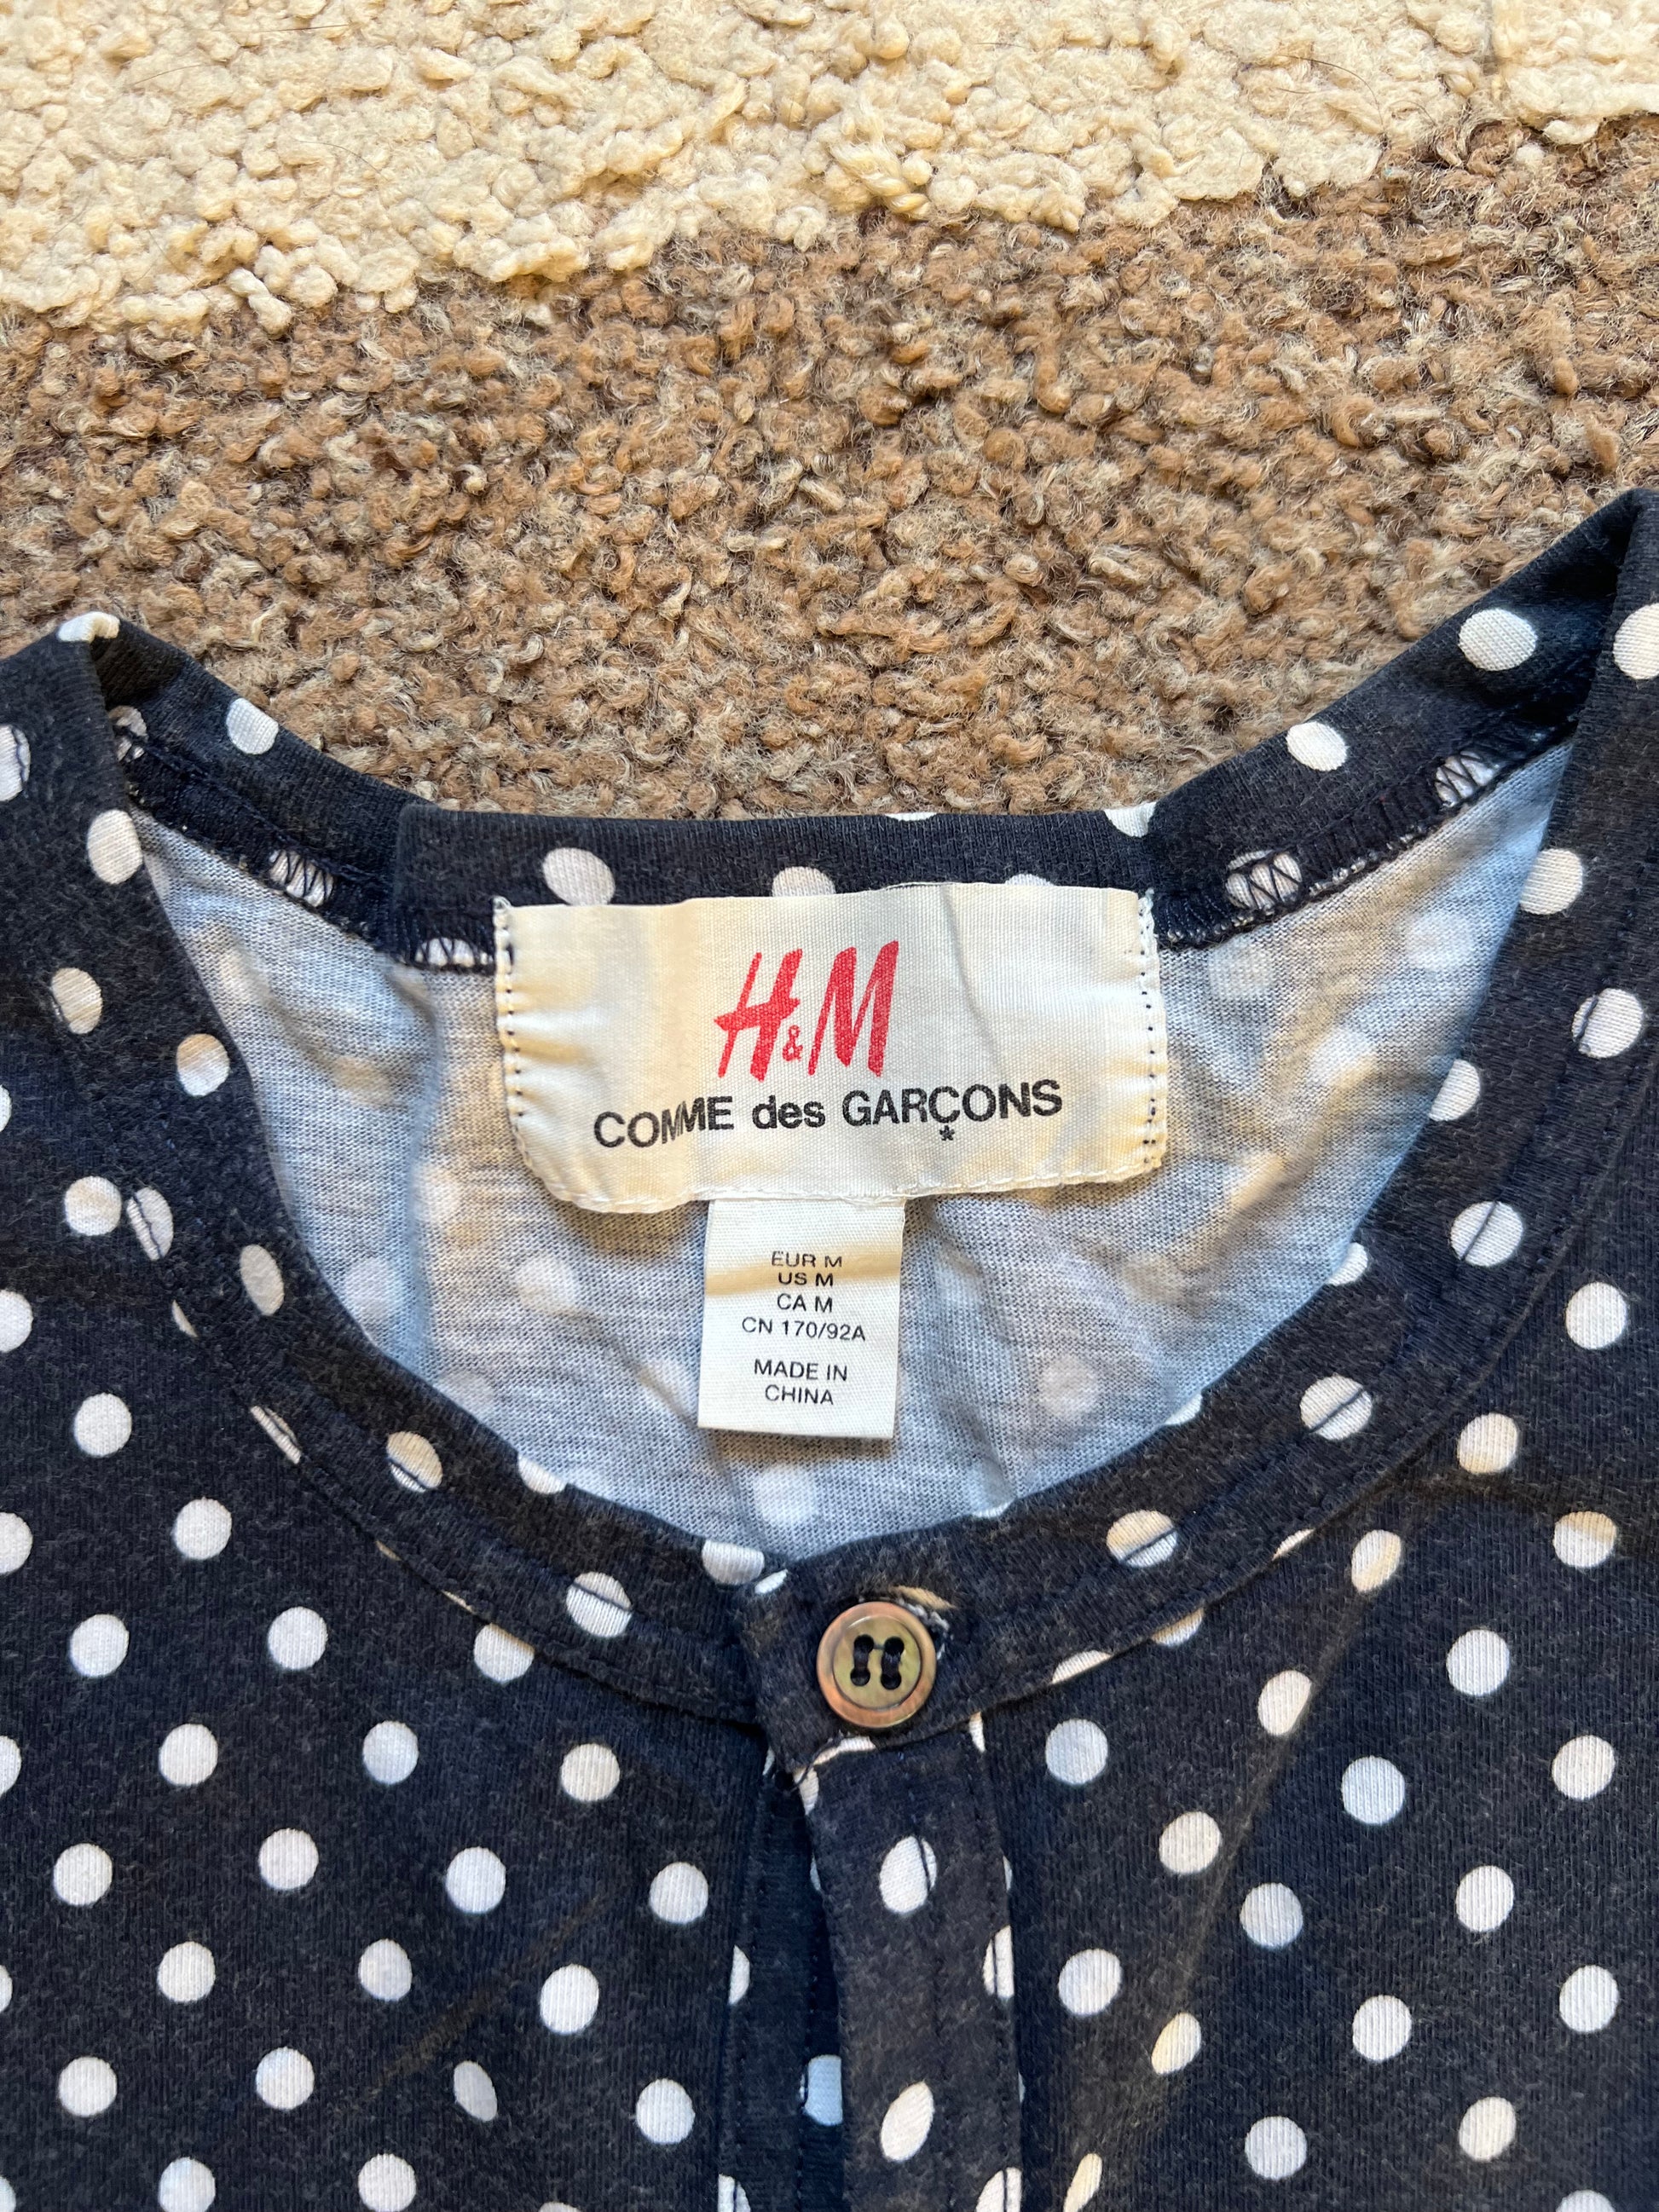 H&M
COMME des GARÇONS
*
EUR M
US M
CA M
CN 170/92A
MADE IN
CHINA